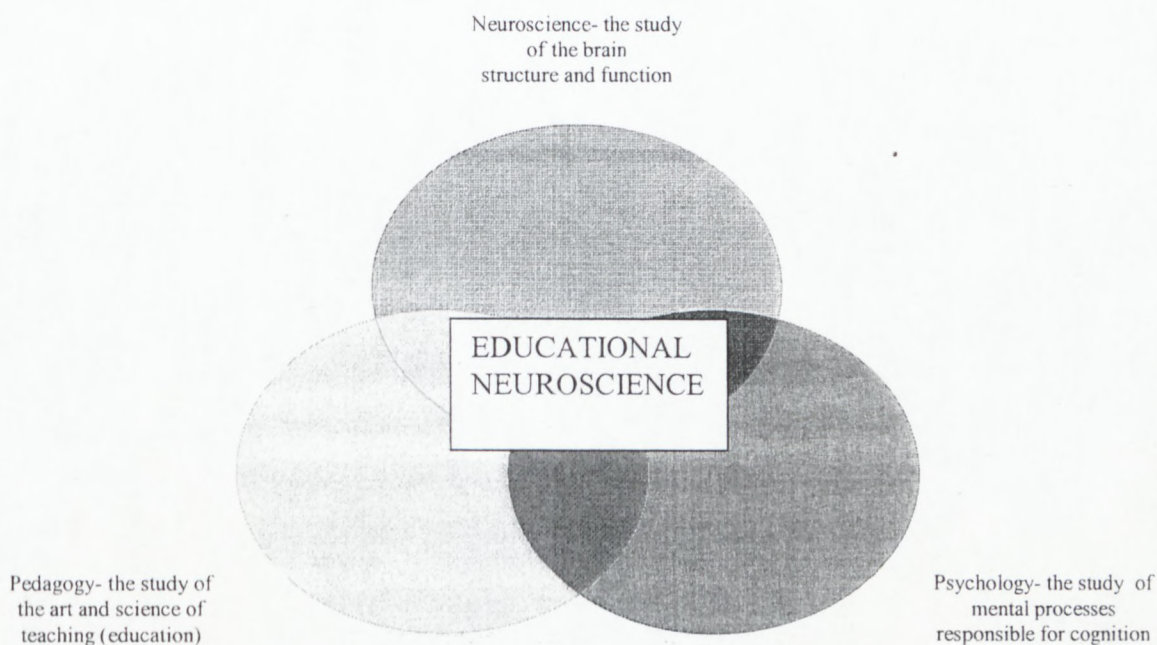 Neuroscience- the study
of the brain
structure and function
EDUCATIONAL
NEUROSCIENCE
Pedagogy- the study of
the art and science of
teaching (education)
Psychology- the study of
mental processes
responsible for cognition